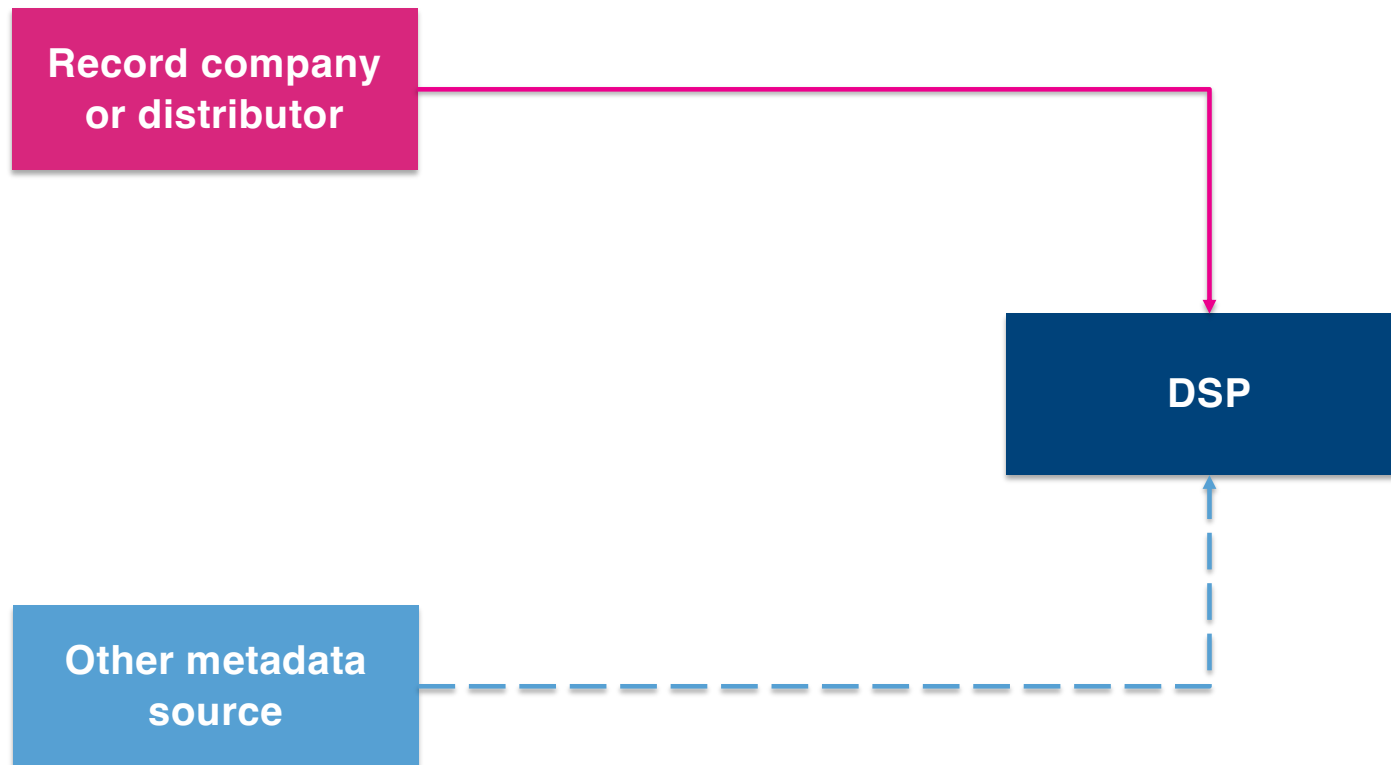 Record company
or distributor
DSP
Other metadata
source